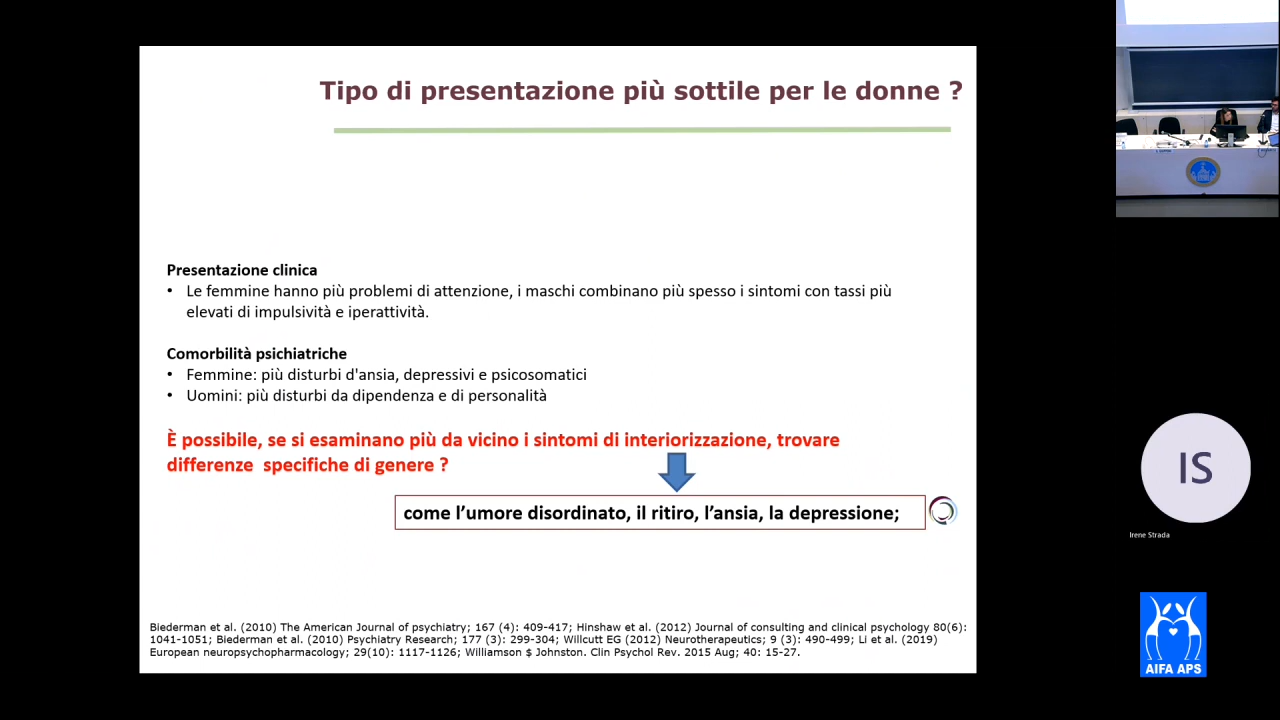 Tipo di presentazione più sottile per le donne ?
Presentazione clinica
• Le femmine hanno più problemi di attenzione, i maschi combinano più spesso i sintomi con tassi più
elevati di impulsività e iperattività.
Comorbilità psichiatriche
• Femmine: più disturbi d'ansia, depressivi e psicosomatici
• Uomini: più disturbi da dipendenza e di personalità
È possibile, se si esaminano più da vicino i sintomi di interiorizzazione, trovare
differenze specifiche di genere ?
come l’umore disordinato, il ritiro, l’ansia, la depressione;
Biederman et al. (2010) The American Journal of psychiatry; 167 (4): 409-417; Hinshaw et al. (2012) Journal of consulting and clinical psychology 80(6):
1041-1051; Biederman et al. (2010) Psychiatry Research; 177 (3): 299-304; Willcutt EG (2012) Neurotherapeutics; 9 (3): 490-499; Li et al. (2019)
European neuropsychopharmacology; 29(10): 1117-1126; Williamson $ Johnston. Clin Psychol Rev. 2015 Aug; 40: 15-27.
IS
Irene Strada
AIFA APS